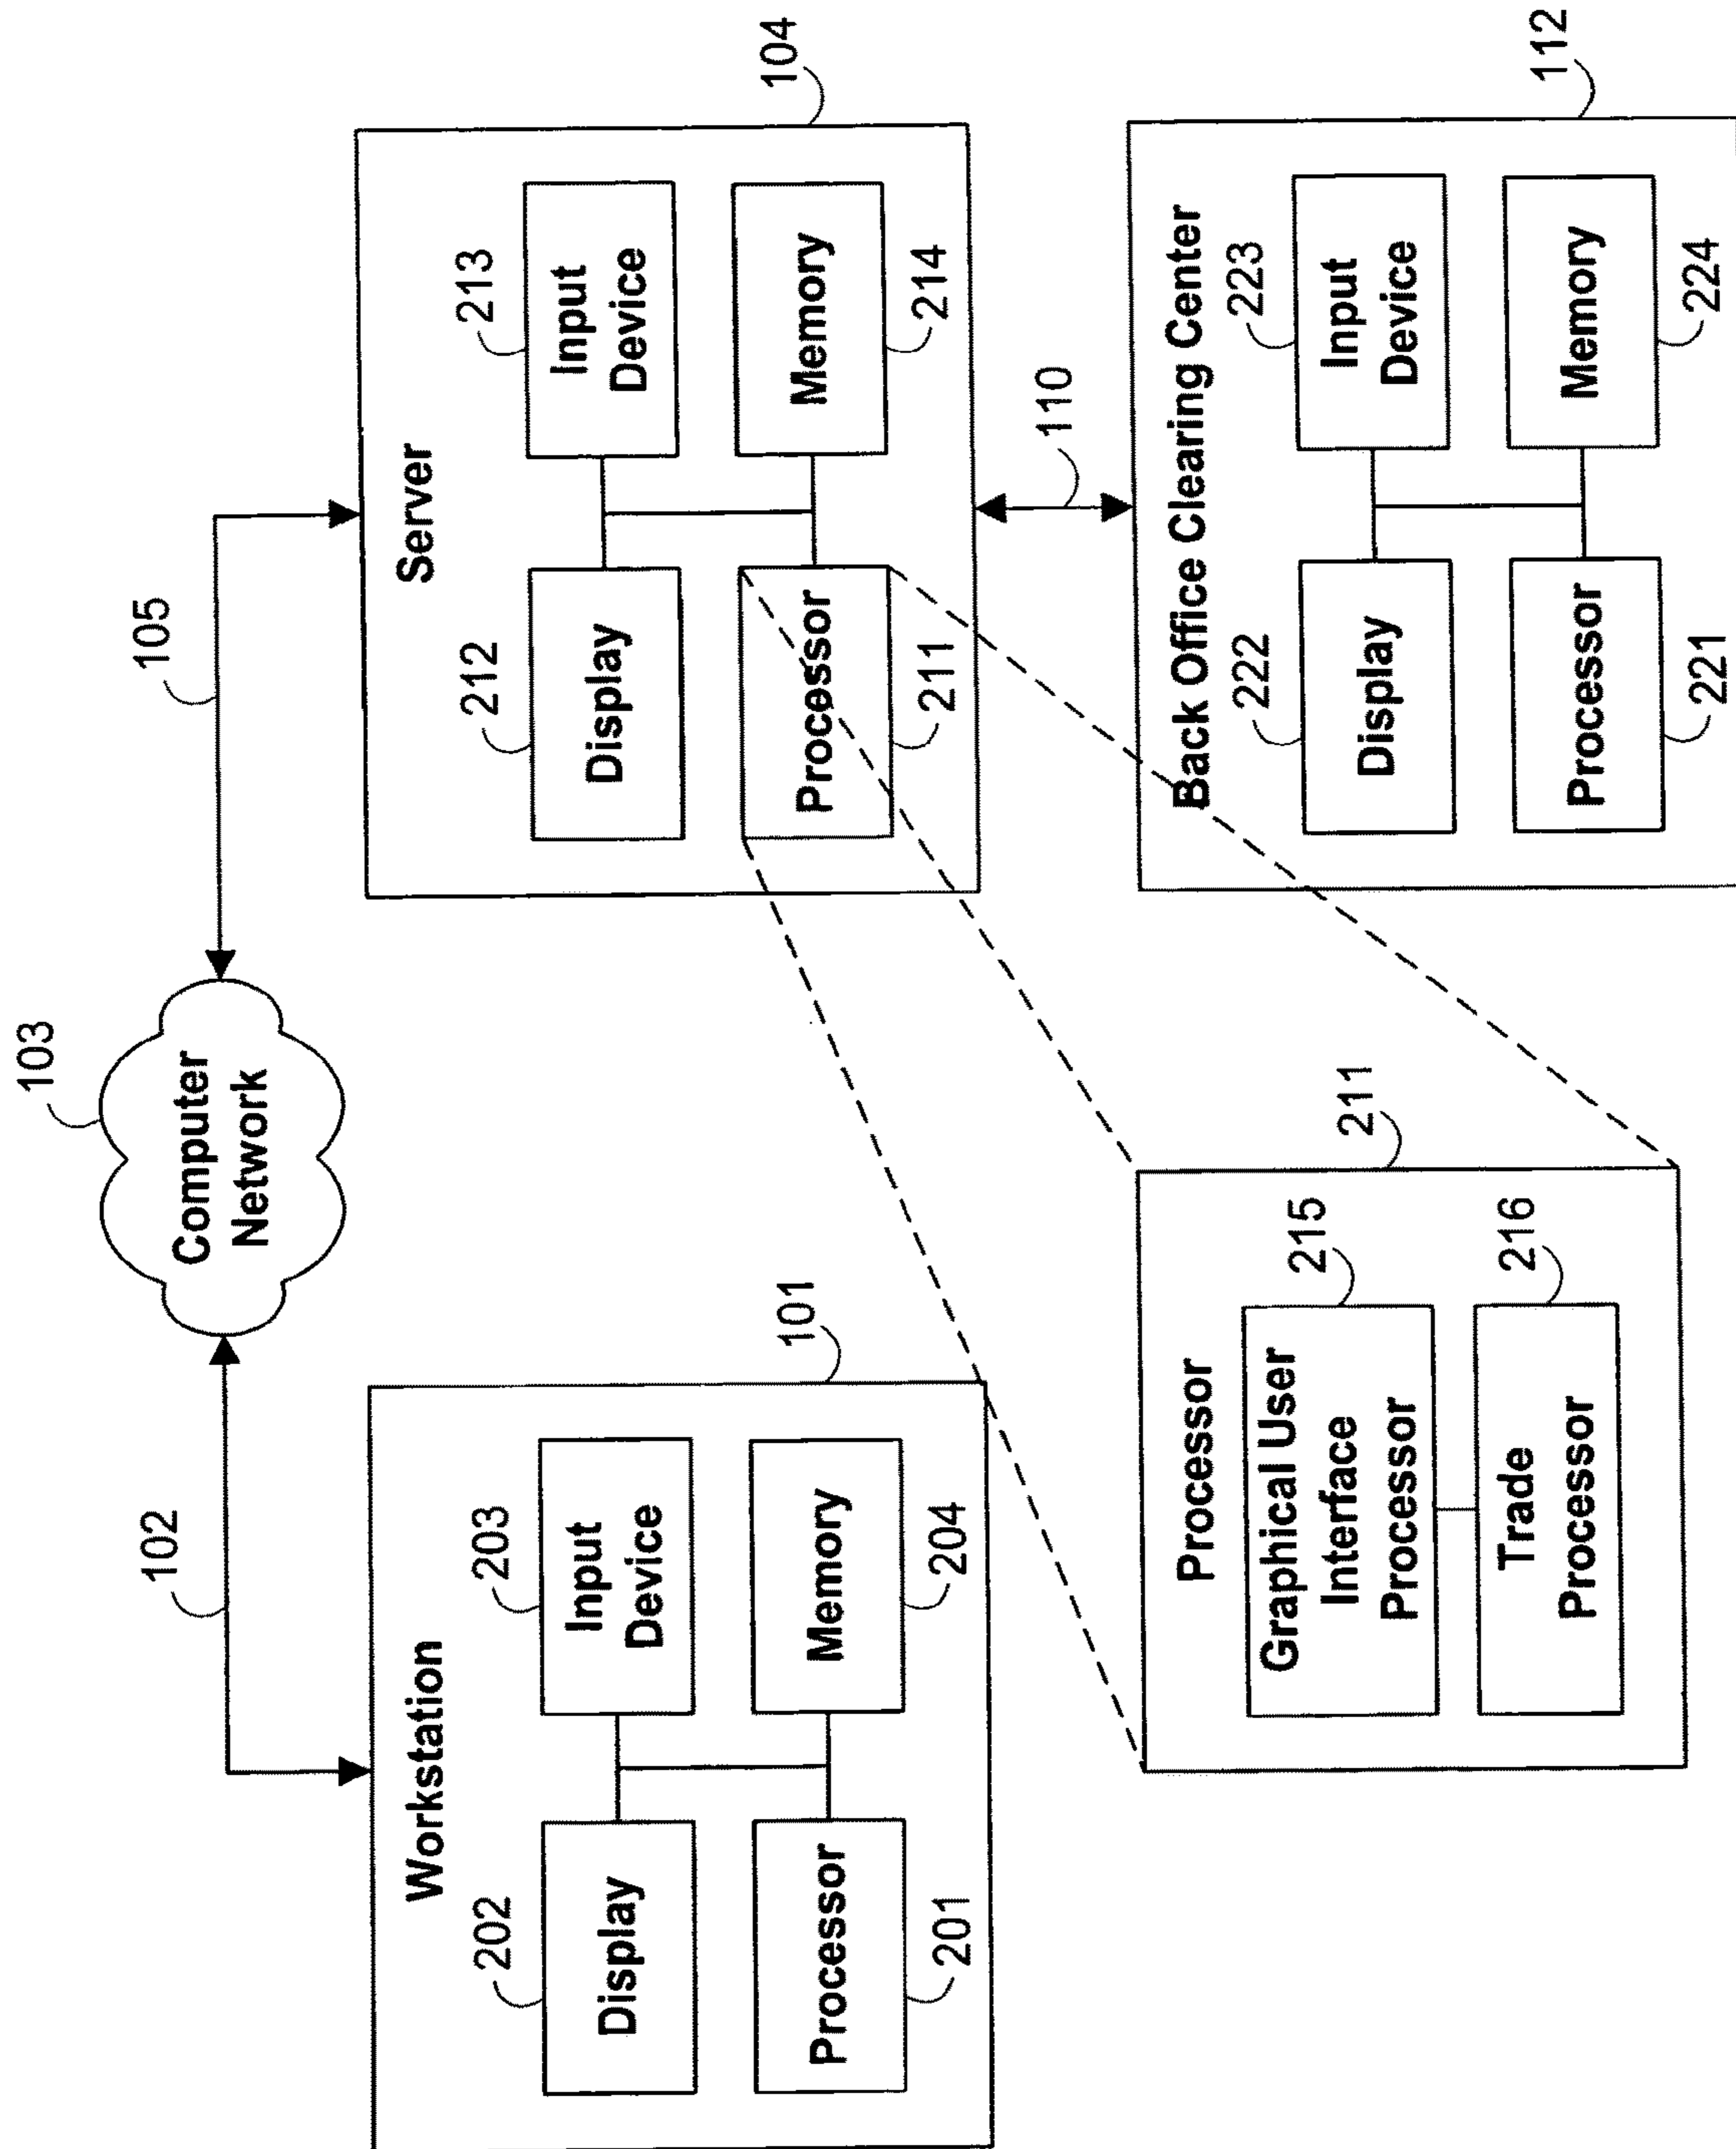 103
Computer
Network
102
105
Workstation
101
202
Display
203
Input
Device
Processor
201
Memory
204
Server
104
212
Display
213
Input
Device
Processor
211
Memory
214
110
Processor
211
Graphical User
Interface
Processor
215
Trade
Processor
216
Back Office Clearing Center
112
222
Display
223
Input
Device
Processor
221
Memory
224